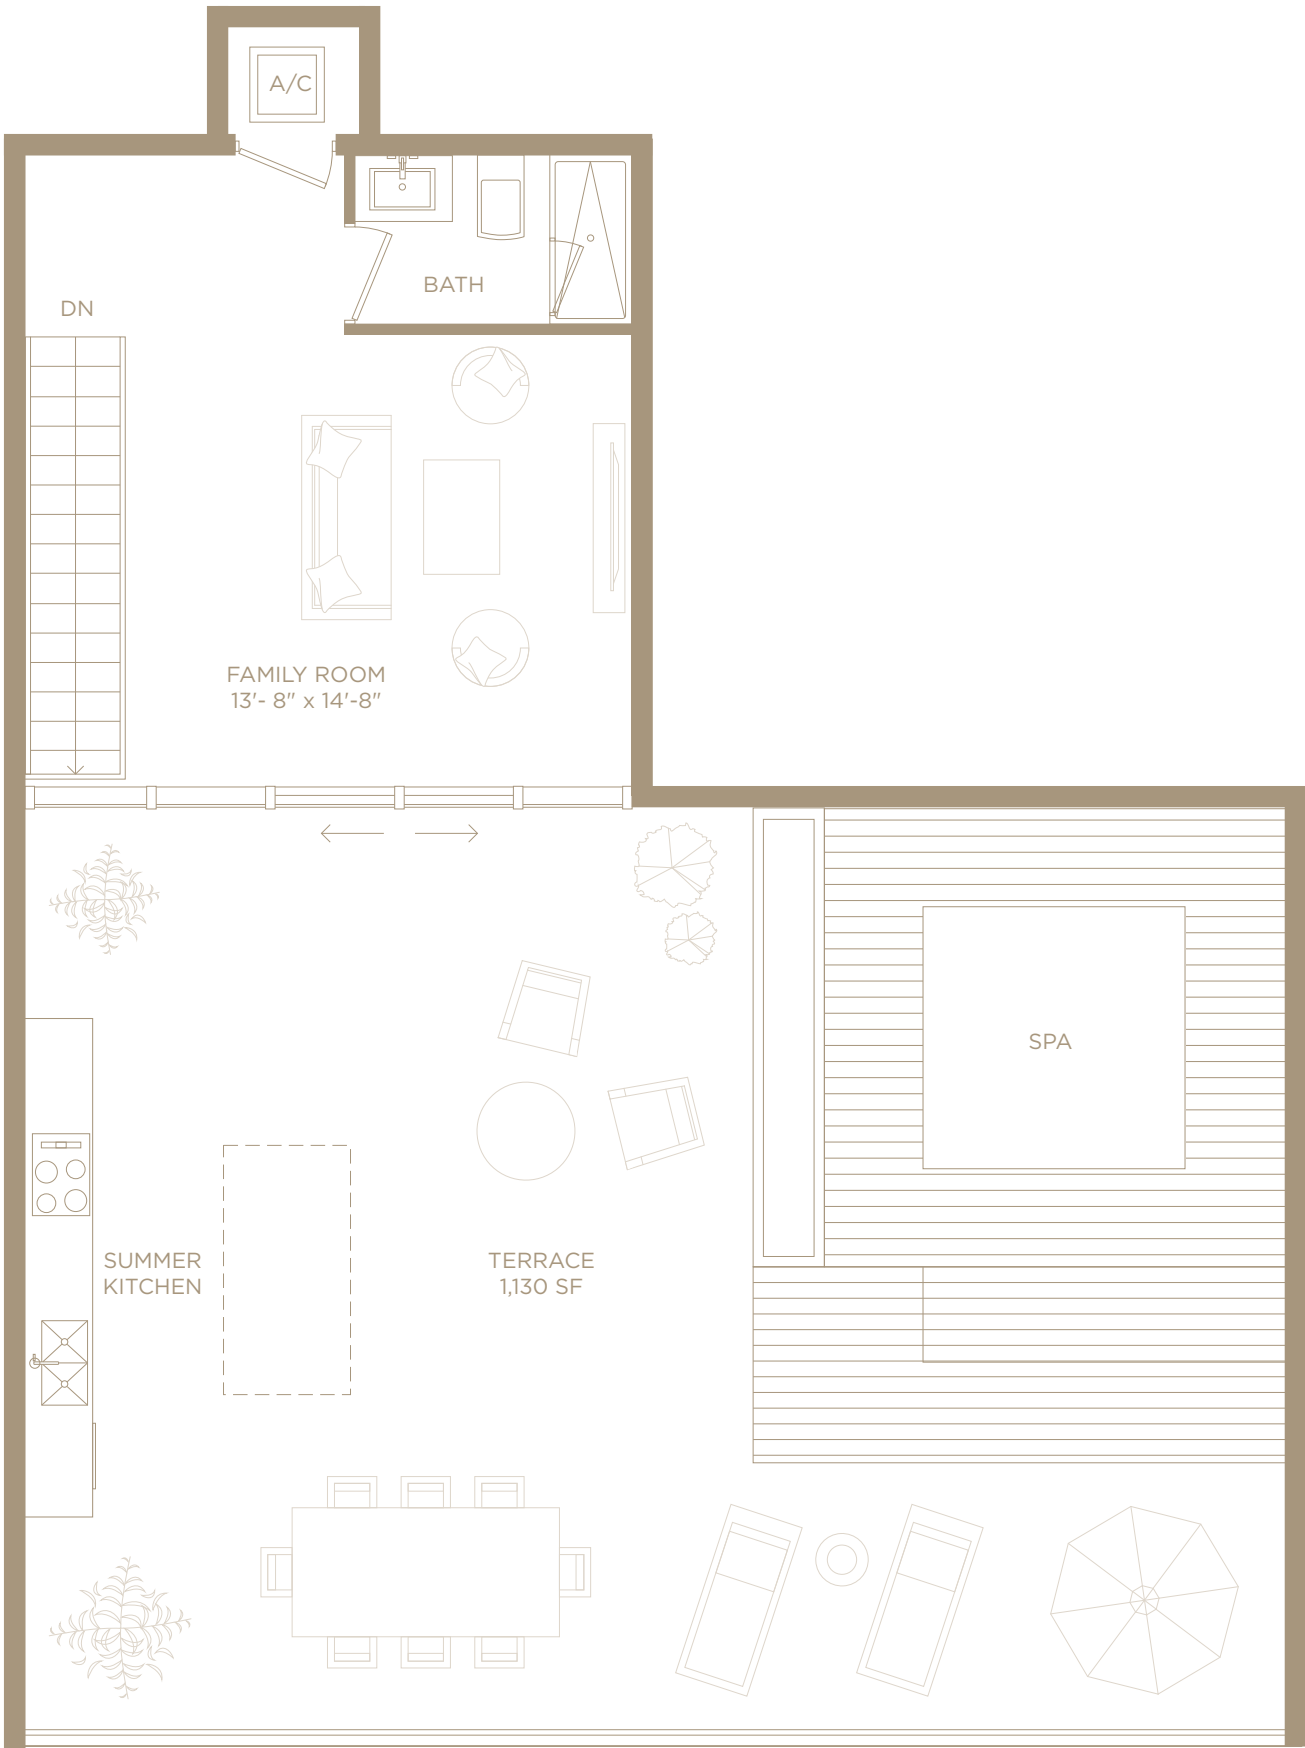 A/C
BATH
DN
FAMILY ROOM
13'- 8" x 14'-8"
SPA
SUMMER
KITCHEN
TERRACE
1,130 SF